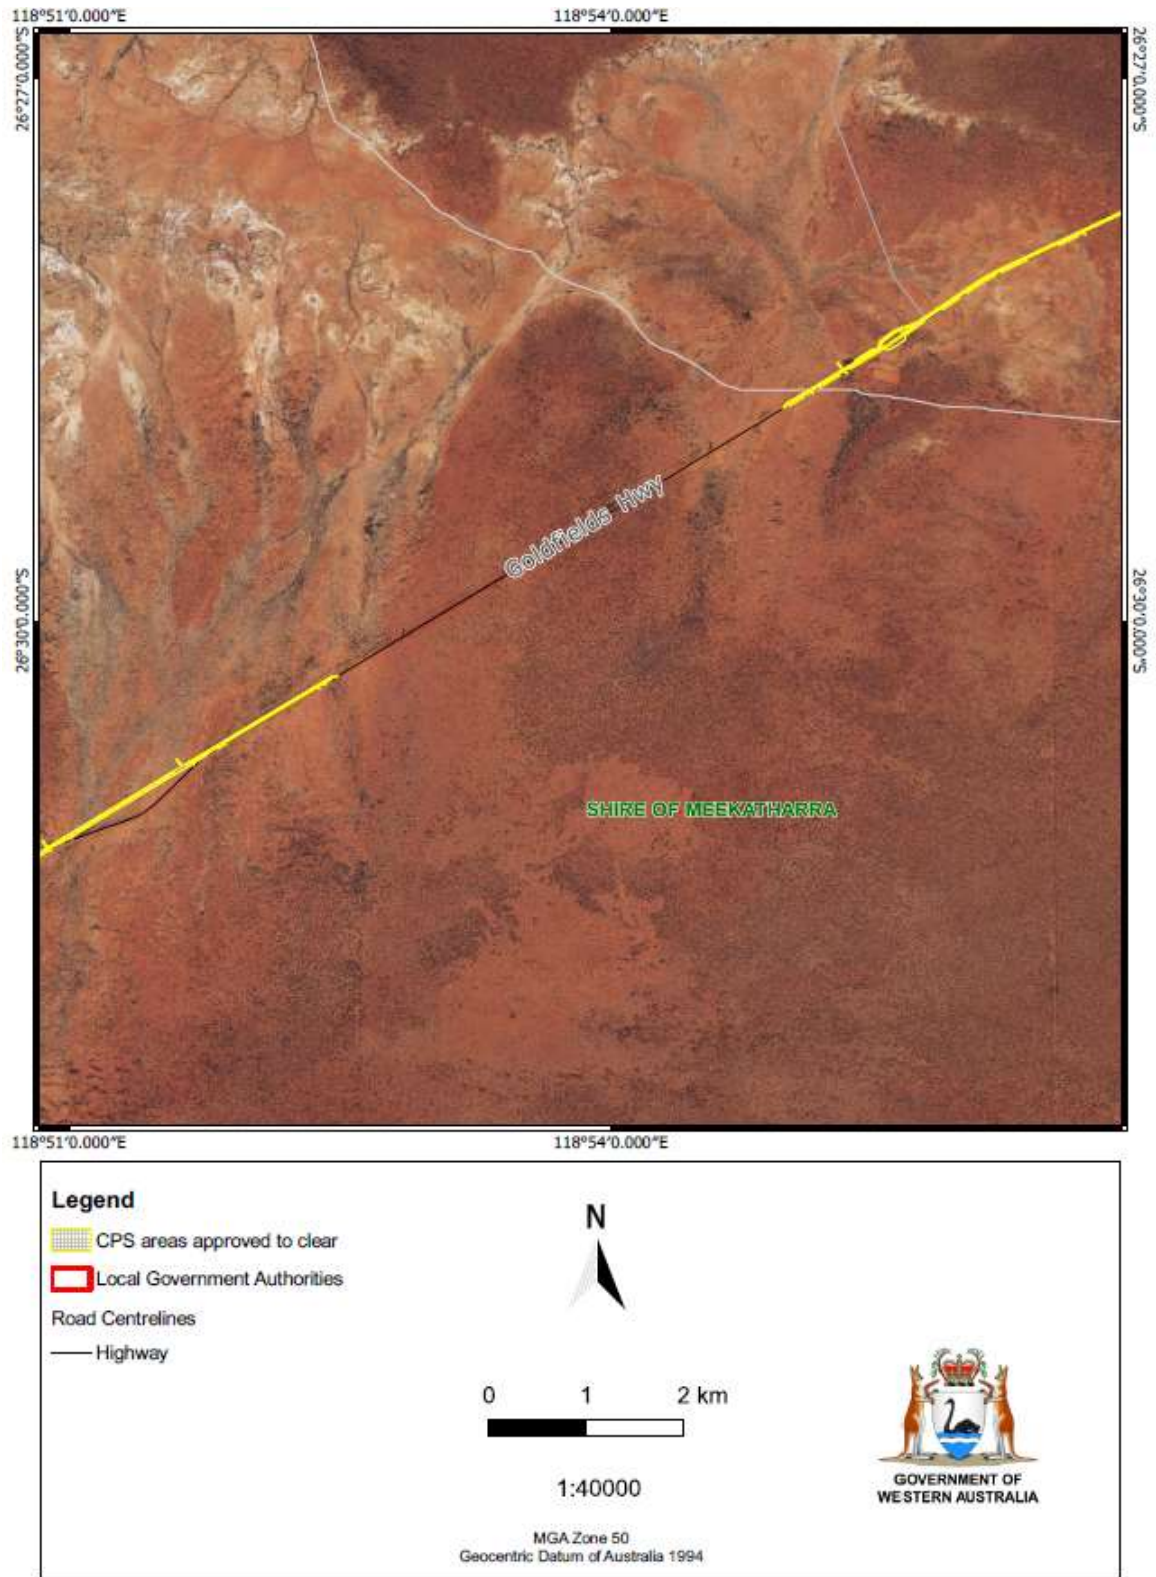 118°51'0.000"E
118°54'0.000"E
26°27'0.000"S
26°27'0.000"S
Goldfields Hwy
26°30'0.000"S
26°30'0.000"S
SHIRE OF MEEKATHARRA
118°51'0.000"E
118°54'0.000"E
Legend
CPS areas approved to clear
Local Government Authorities
Road Centrelines
Highway
N
0 1 2 km
1:40000
MGA Zone 50
Geocentric Datum of Australia 1994
GOVERNMENT OF
WESTERN AUSTRALIA